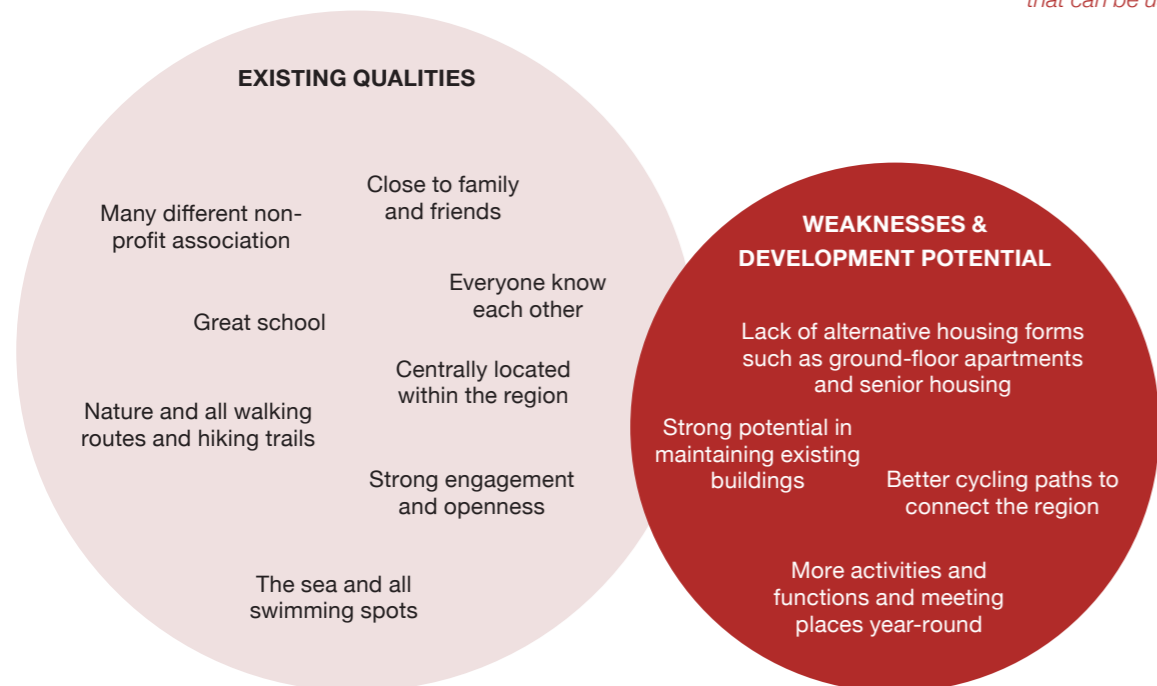 that can be u
EXISTING QUALITIES
Close to family
and friends
Many different non-
profit association
Everyone know
each other
Great school
Centrally located
within the region
Nature and all walking
routes and hiking trails
Strong engagement
and openness
The sea and all
swimming spots
WEAKNESSES &
DEVELOPMENT POTENTIAL
Lack of alternative housing forms
such as ground-floor apartments
and senior housing
Strong potential in
maintaining existing
buildings
Better cycling paths to
connect the region
More activities and
functions and meeting
places year-round